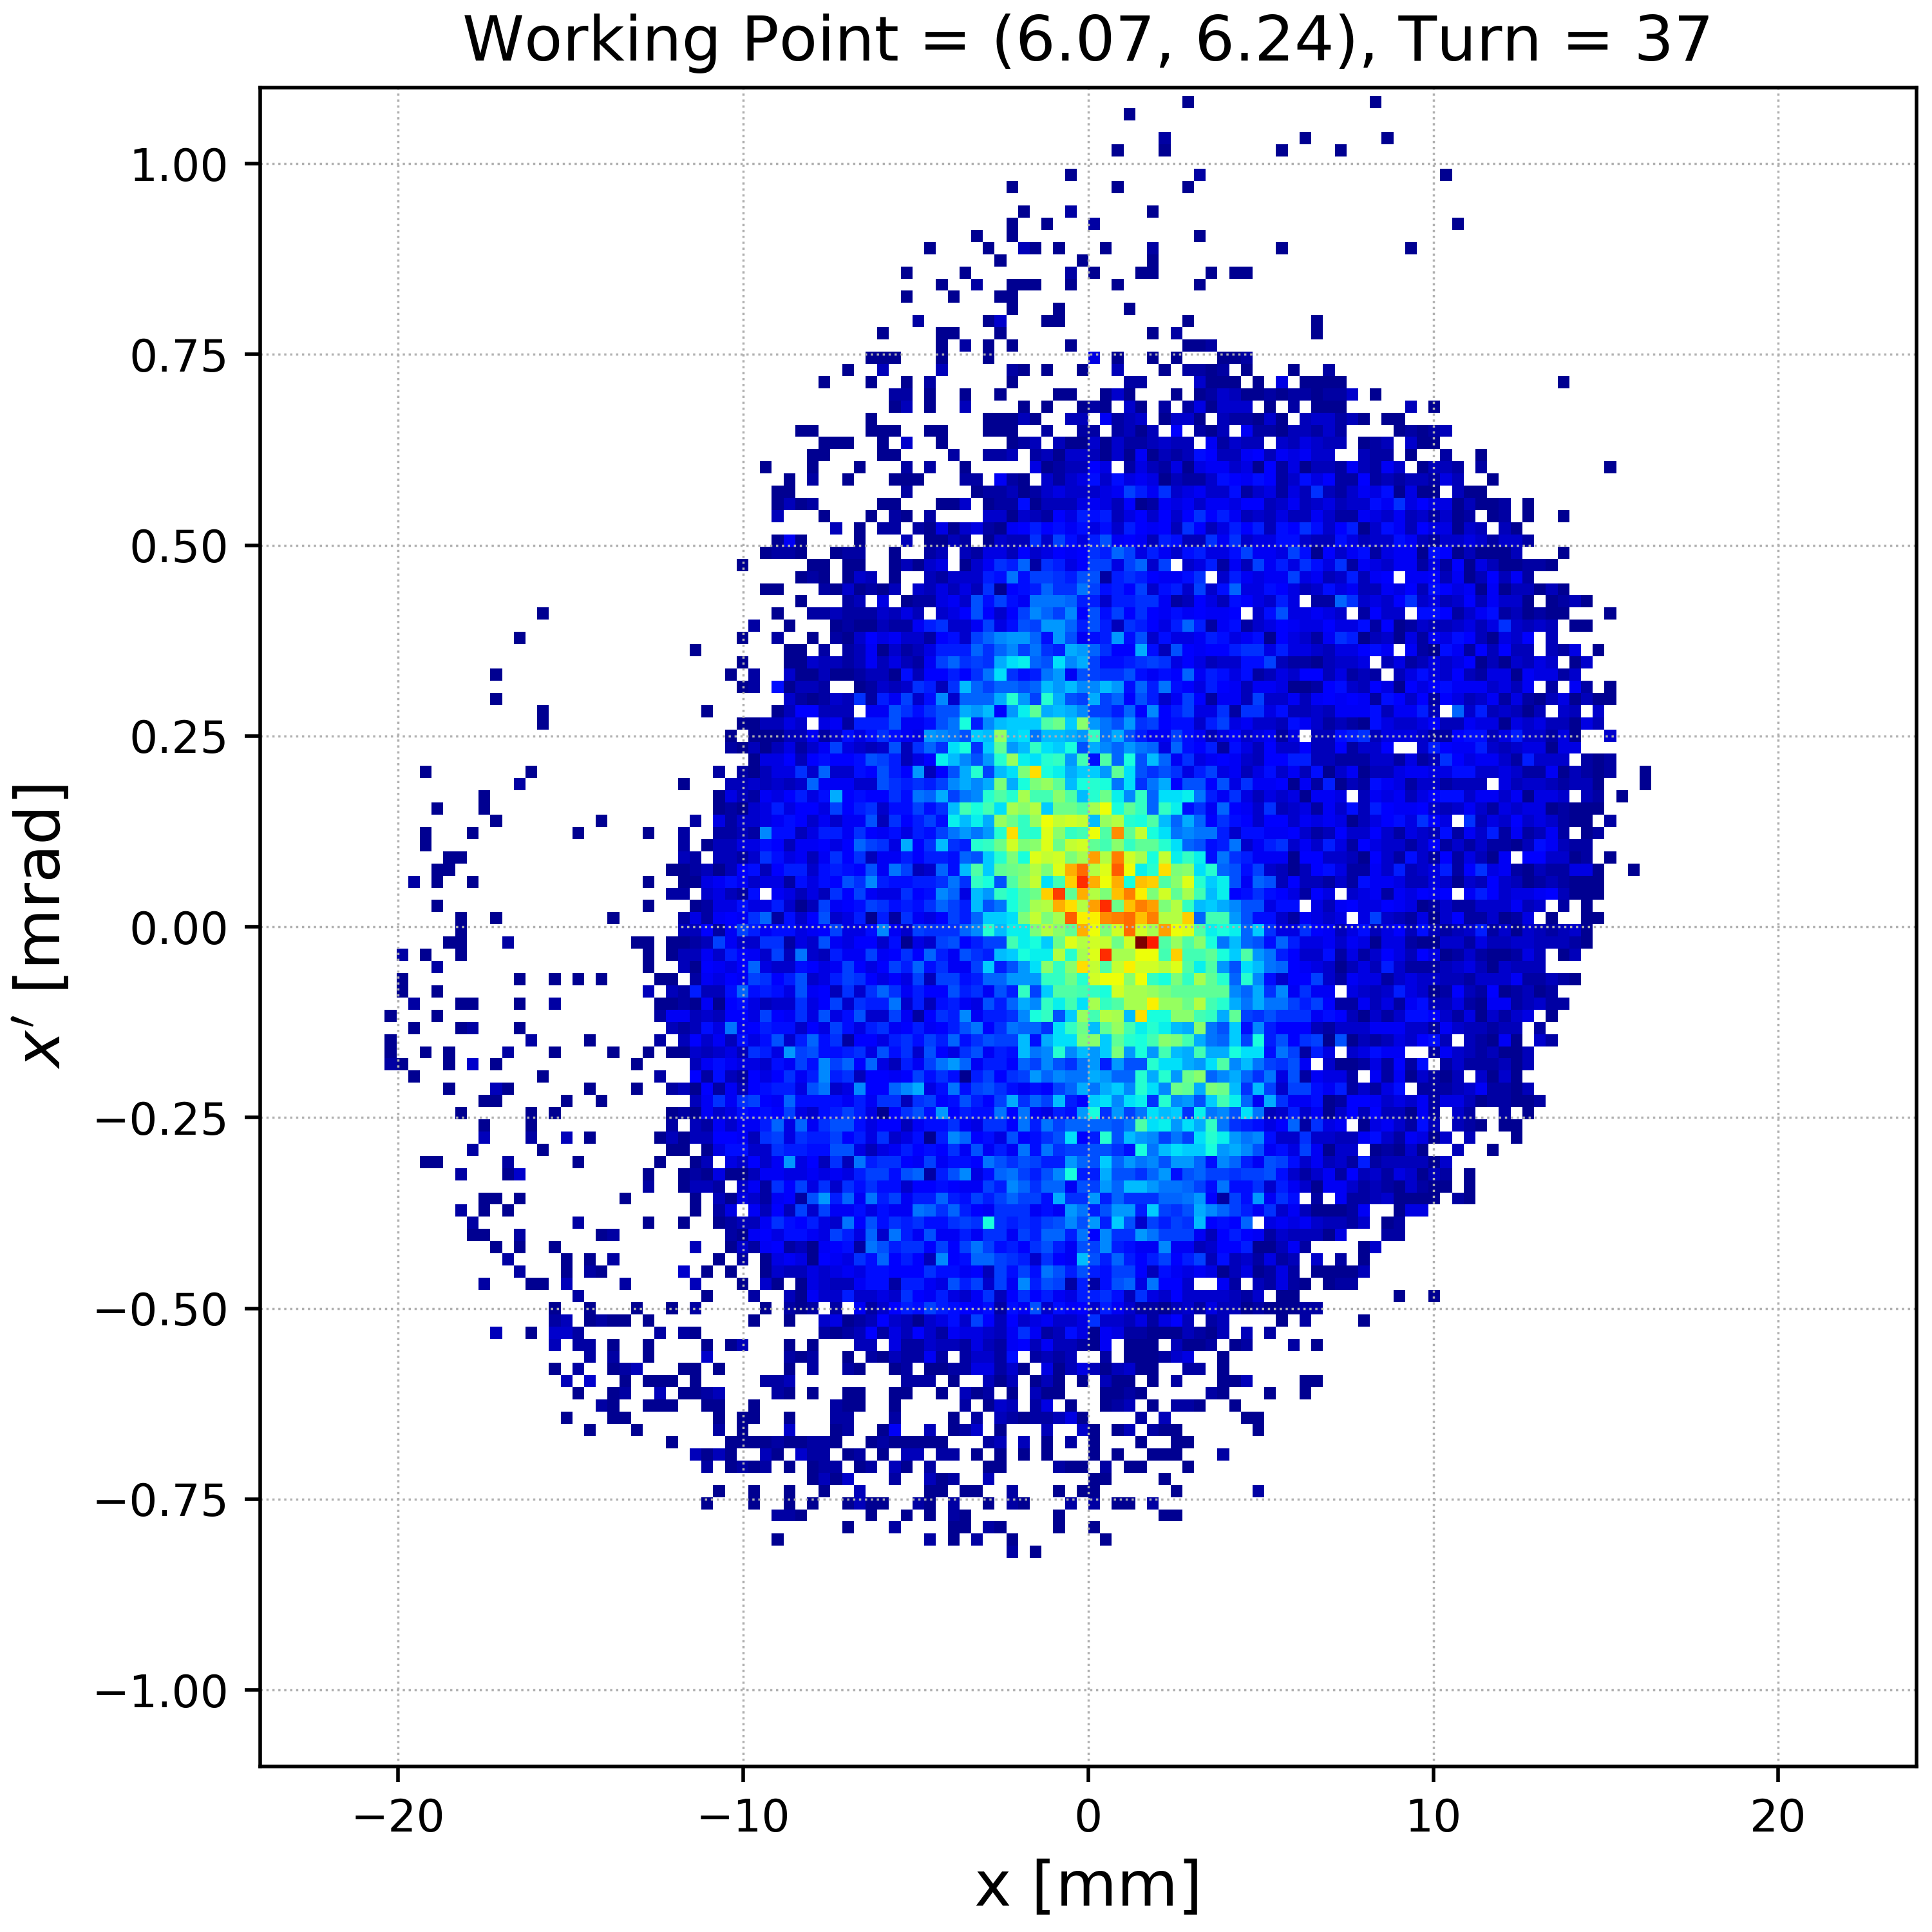 Working Point = (6.07, 6.24), Turn = 37
1.00
0.75
0.50
0.25
0.00
−0.25
−0.50
−0.75
−1.00
x′ [mrad]
−20 −10 0 10 20
x [mm]